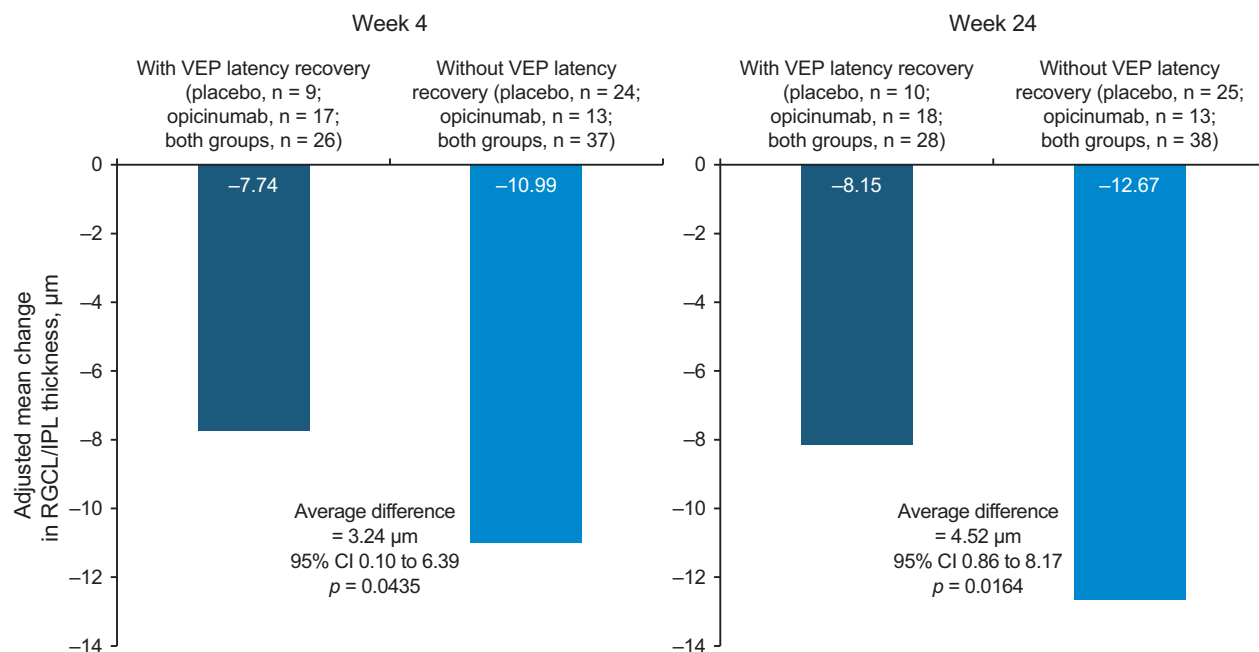 Week 4
With VEP latency recovery
(placebo, n = 9;
opicinumab, n = 17;
both groups, n = 26)
Without VEP latency
recovery (placebo, n = 24;
opicinumab, n = 13;
both groups, n = 37)
Week 24
With VEP latency recovery
(placebo, n = 10;
opicinumab, n = 18;
both groups, n = 28)
Without VEP latency
recovery (placebo, n = 25;
opicinumab, n = 13;
both groups, n = 38)
Adjusted mean change
in RGCL/IPL thickness, µm
0
–2
–4
–6
–8
–10
–12
–14
–7.74
–10.99
Average difference
= 3.24 µm
95% CI 0.10 to 6.39
p = 0.0435
0
–2
–4
–6
–8
–10
–12
–14
–8.15
–12.67
Average difference
= 4.52 µm
95% CI 0.86 to 8.17
p = 0.0164